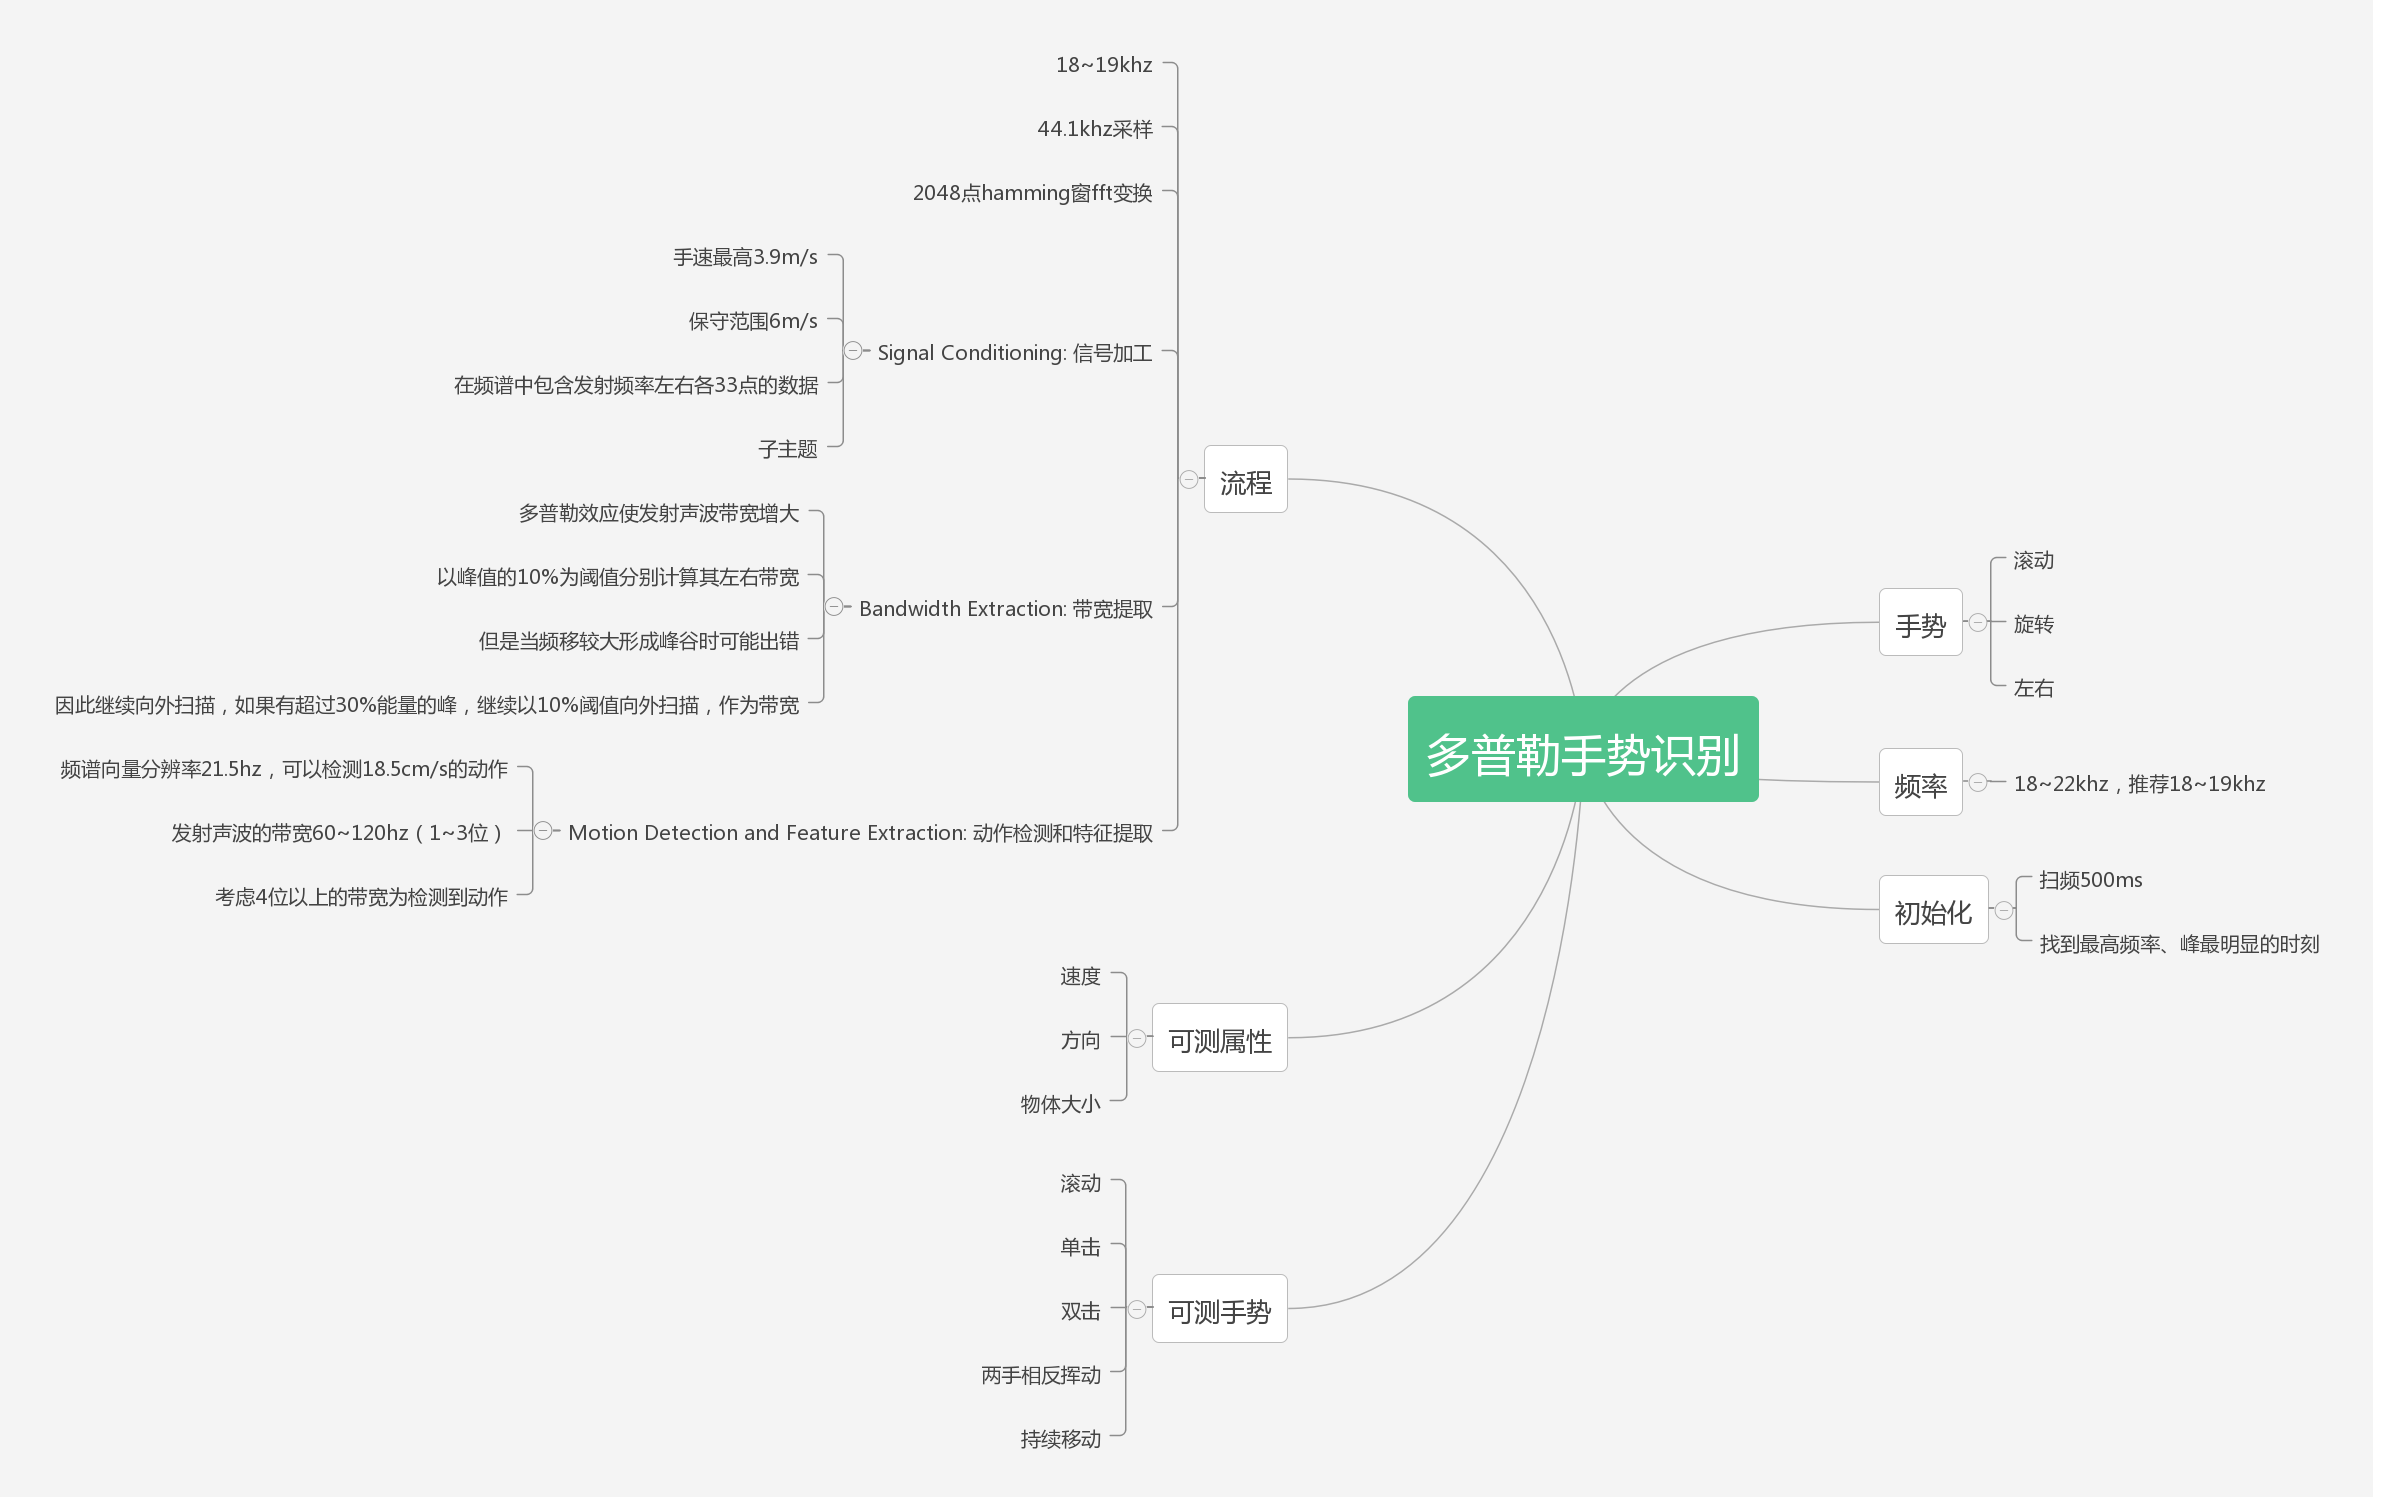 多普勒手势识别
手势
滚动
旋转
左右
频率
18~22khz，推荐18~19khz
初始化
扫频500ms
找到最高频率、峰最明显的时刻
流程
18~19khz
44.1khz采样
2048点hamming窗fft变换
Signal Conditioning: 信号加工
手速最高3.9m/s
保守范围6m/s
在频谱中包含发射频率左右各33点的数据
子主题
Bandwidth Extraction: 带宽提取
多普勒效应使发射声波带宽增大
以峰值的10%为阈值分别计算其左右带宽
但是当频移较大形成峰谷时可能出错
因此继续向外扫描，如果有超过30%能量的峰，继续以10%阈值向外扫描，作为带宽
Motion Detection and Feature Extraction: 动作检测和特征提取
频谱向量分辨率21.5hz，可以检测18.5cm/s的动作
发射声波的带宽60~120hz（1~3位）
考虑4位以上的带宽为检测到动作
可测属性
速度
方向
物体大小
可测手势
滚动
单击
双击
两手相反挥动
持续移动